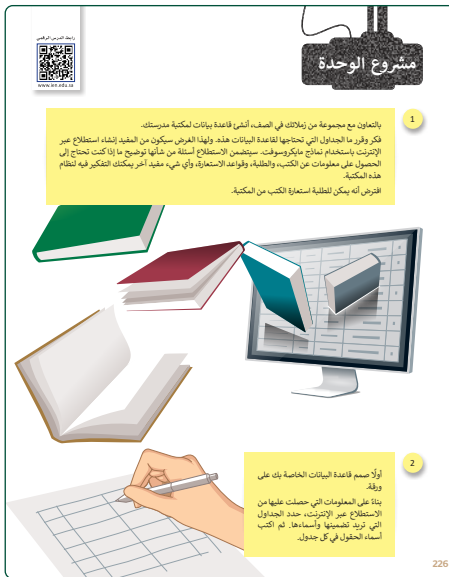 رابط الدرس الرقمي
www.ien.edu.sa
مشروع الوحدة
1
بالتعاون مع مجموعة من زملائك في الصف، أنشئ قاعدة بيانات لمكتبة مدرستك.
فكر وقرر ما الجداول التي تحتاجها لقاعدة البيانات هذه. ولهذا الغرض سيكون من المفيد إنشاء استطلاع عبر
الإنترنت باستخدام نماذج مايكروسوفت. سيتضمن الاستطلاع أسئلة من شأنها توضيح ما إذا كنت تحتاج إلى
الحصول على معلومات عن الكتب، والطلبة، وقواعد الاستعارة، وأي شيء مفيد آخر يمكنك التفكير فيه لنظام
هذه المكتبة.
افترض أنه يمكن للطلبة استعارة الكتب من المكتبة.
2
أولًا صمم قاعدة البيانات الخاصة بك على
ورقة.
بناءً على المعلومات التي حصلت عليها من
الاستطلاع عبر الإنترنت، حدد الجداول
التي تريد تضمينها وأسماءها. ثم اكتب
أسماء الحقول في كل جدول.
226